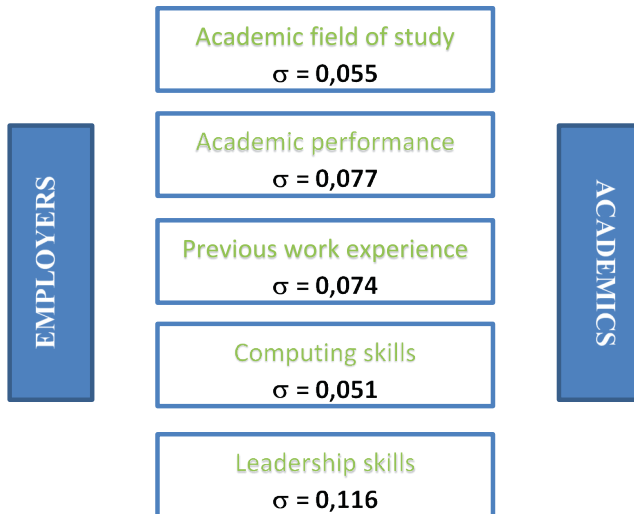 Academic field of study
σ = 0,055
Academic performance
σ = 0,077
EMPLOYERS
ACADEMICS
Previous work experience
σ = 0,074
Computing skills
σ = 0,051
Leadership skills
σ = 0,116